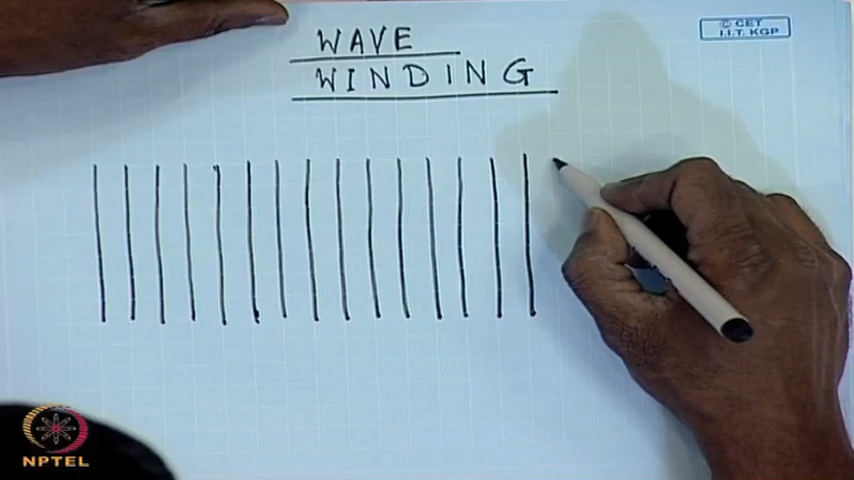 WAVE
WINDING
© CET
I.I.T. KGP
NPTEL